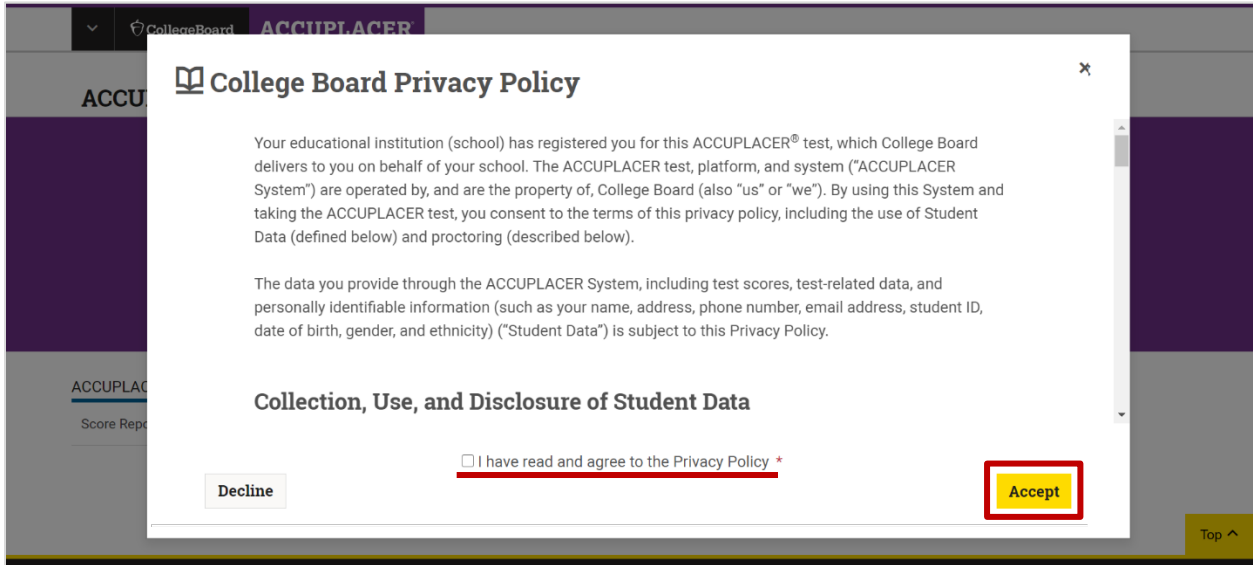 CollegeBoard ACCUPLACER
College Board Privacy Policy
ACCU
Your educational institution (school) has registered you for this ACCUPLACER® test, which College Board
delivers to you on behalf of your school. The ACCUPLACER test, platform, and system (“ACCUPLACER
System”) are operated by, and are the property of, College Board (also “us” or “we”). By using this System and
taking the ACCUPLACER test, you consent to the terms of this privacy policy, including the use of Student
Data (defined below) and proctoring (described below).
The data you provide through the ACCUPLACER System, including test scores, test-related data, and
personally identifiable information (such as your name, address, phone number, email address, student ID,
date of birth, gender, and ethnicity) (“Student Data”) is subject to this Privacy Policy.
ACCUPLAC
Collection, Use, and Disclosure of Student Data
Score Repo
I have read and agree to the Privacy Policy *
Decline
Accept
Top